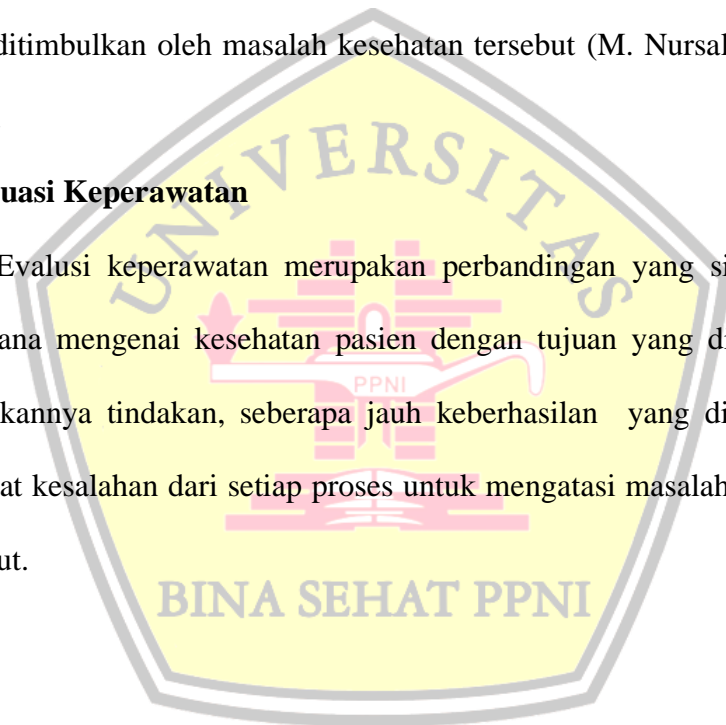 ditimbulkan oleh masalah kesehatan tersebut (M. Nursal
uasi Keperawatan
Evalusi keperawatan merupakan perbandingan yang si
ana mengenai kesehatan pasien dengan tujuan yang di
kannya tindakan, seberapa jauh keberhasilan yang di
at kesalahan dari setiap proses untuk mengatasi masalah
ut.
UNIVERSITAS
PPNI
BINA SEHAT PPNI